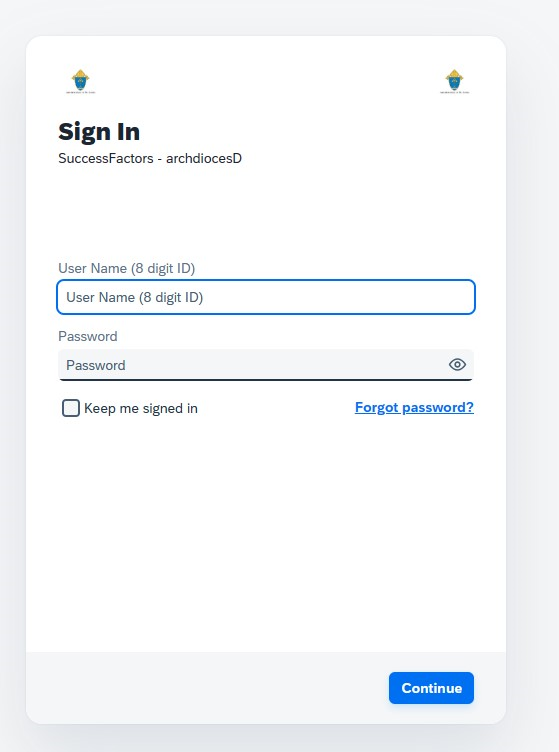 Sign In
SuccessFactors - archdiocesD
User Name (8 digit ID)
User Name (8 digit ID)
Password
Password
Keep me signed in
Forgot password?
Continue